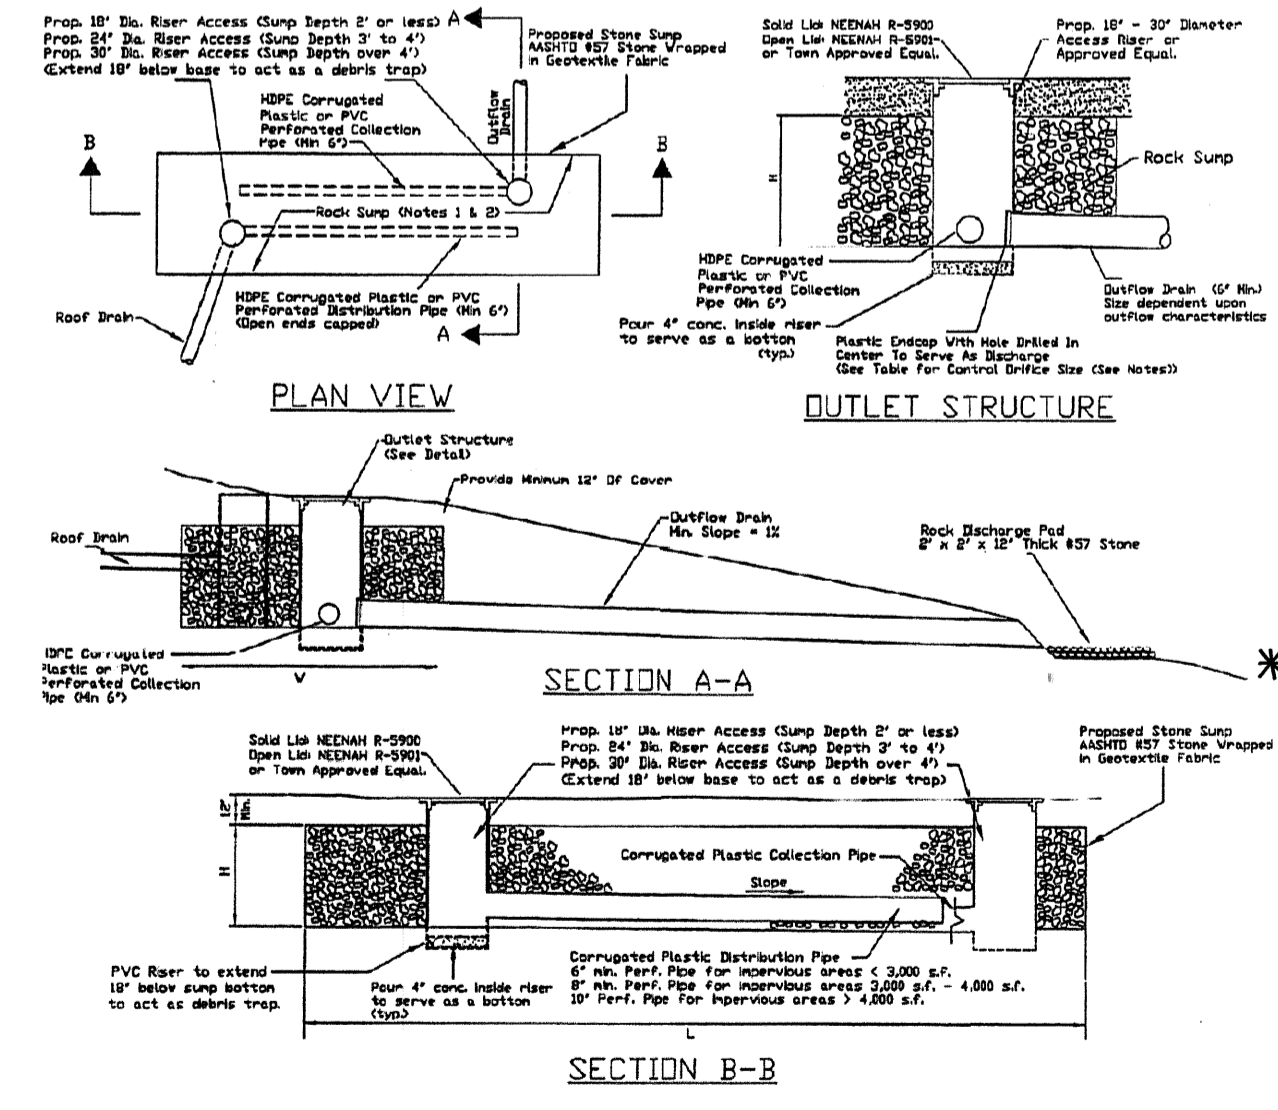 Prop. 18" Dia. Riser Access (Sump Depth 2' or less)
Prop. 24" Dia. Riser Access (Sump Depth 3' to 4')
Prop. 30" Dia. Riser Access (Sump Depth over 4')
(Extend 18" below base to act as a debris trap)
A
Proposed Stone Sump
AASHTO #57 Stone Wrapped
in Geotextile Fabric
HDPE Corrugated
Plastic or PVC
Perforated Collection
Pipe (Min 6")
Outflow
Drain
B
B
Rock Sump (Notes 1 & 2)
HDPE Corrugated Plastic or PVC
Perforated Distribution Pipe (Min 6")
(Open ends capped)
Roof Drain
A
PLAN VIEW
Solid Lid: NEENAH R-5900
Open Lid: NEENAH R-5901
or Town Approved Equal.
Prop. 18" - 30" Diameter
Access Riser or
Approved Equal.
H
Rock Sump
HDPE Corrugated
Plastic or PVC
Perforated Collection
Pipe (Min 6")
Pour 4" conc. inside riser
to serve as a bottom
(typ.)
Outflow Drain (6" Min.)
Size dependent upon
outflow characteristics
Plastic Endcap With Hole Drilled In
Center To Serve As Discharge
(See Table for Control Orifice Size (See Notes))
OUTLET STRUCTURE
Outlet Structure
(See Detail)
Provide Minimum 12" Of Cover
Outflow Drain
Min. Slope = 1%
Rock Discharge Pad
2' x 2' x 12" Thick #57 Stone
Roof Drain
HDPE Corrugated
Plastic or PVC
Perforated Collection
Pipe (Min 6")
W
SECTION A-A
Solid Lid: NEENAH R-5900
Open Lid: NEENAH R-5901
or Town Approved Equal.
Prop. 18" Dia. Riser Access (Sump Depth 2' or less)
Prop. 24" Dia. Riser Access (Sump Depth 3' to 4')
Prop. 30" Dia. Riser Access (Sump Depth over 4')
(Extend 18" below base to act as a debris trap)
Proposed Stone Sump
AASHTO #57 Stone Wrapped
in Geotextile Fabric
12"
Min.
H
Corrugated Plastic Collection Pipe
Slope
PVC Riser to extend
18" below sump bottom
to act as debris trap.
Pour 4" conc. inside riser
to serve as a bottom
(typ.)
Corrugated Plastic Distribution Pipe
6" min. Perf. Pipe for impervious areas < 3,000 s.f.
8" min. Perf. Pipe for impervious areas 3,000 s.f. - 4,000 s.f.
10" Perf. Pipe for impervious areas > 4,000 s.f.
L
SECTION B-B